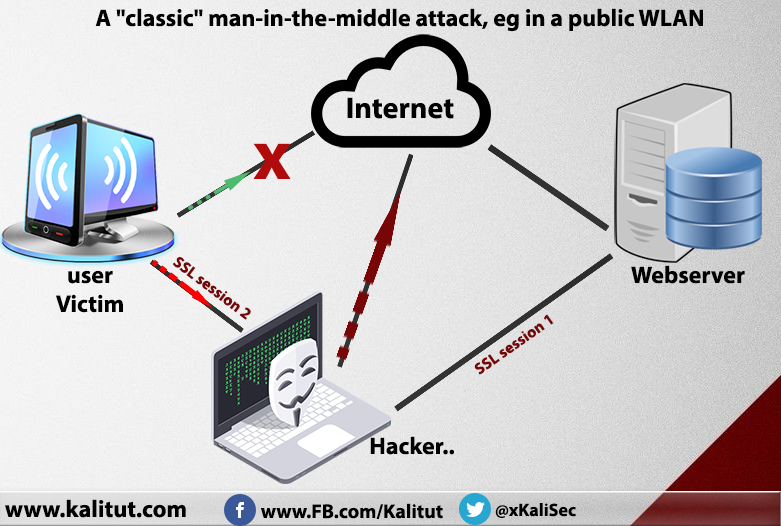 A "classic" man-in-the-middle attack, eg in a public WLAN
Internet
X
user
Victim
Webserver
SSL session 2
SSL session 1
Hacker..
www.kalitut.com
f www.FB.com/Kalitut
@xKaliSec